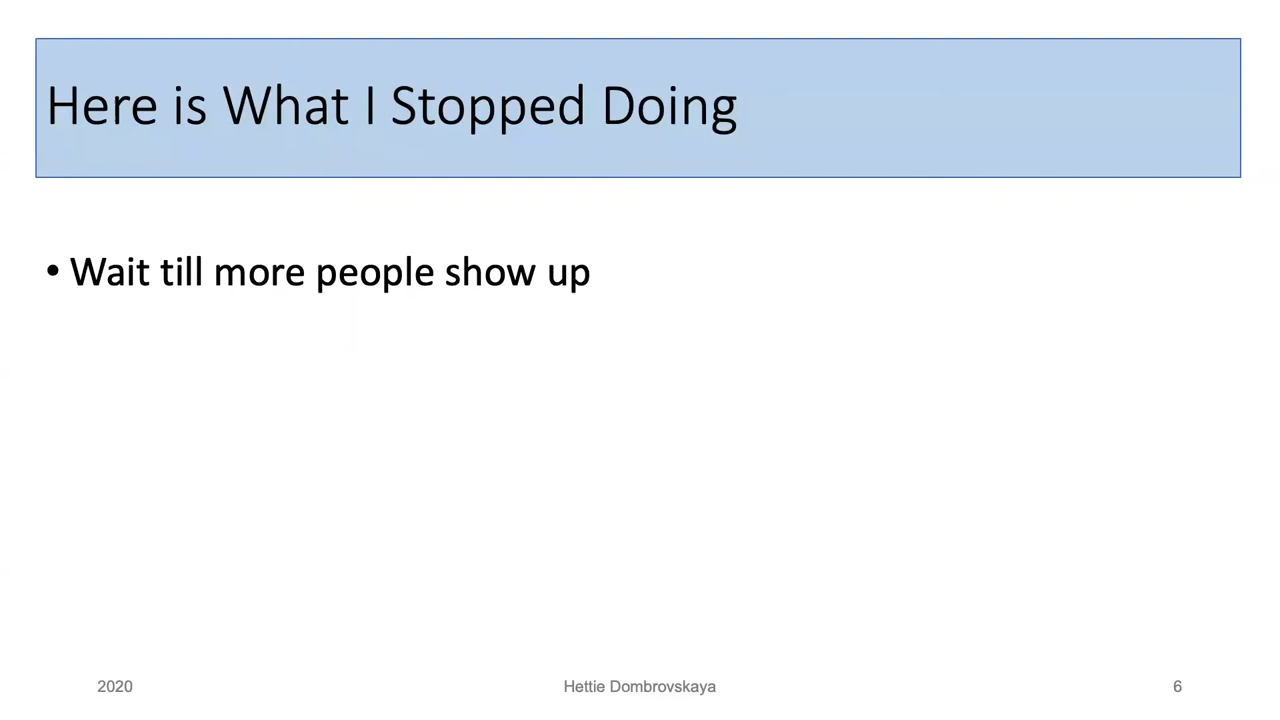 Here is What I Stopped Doing
• Wait till more people show up
2020
Hettie Dombrovskaya
6